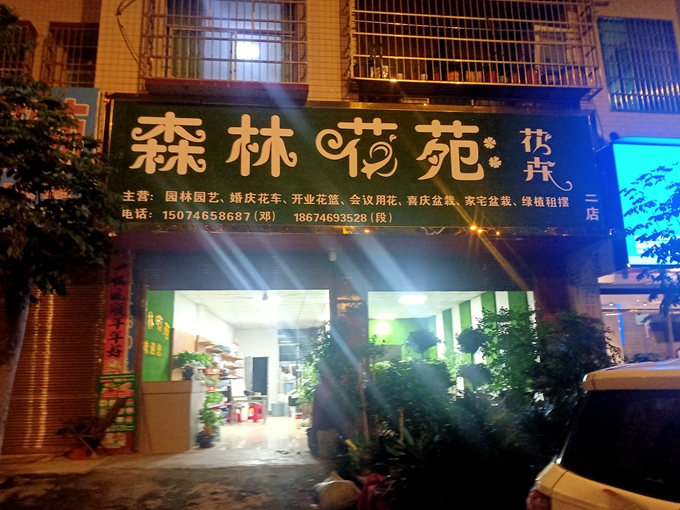 森林花苑
花卉
二店
主营：园林园艺、婚庆花车、开业花篮、会议用花、喜庆盆栽、家宅盆栽、绿植租摆
电话：15074658687(邓) 18674693528(段)